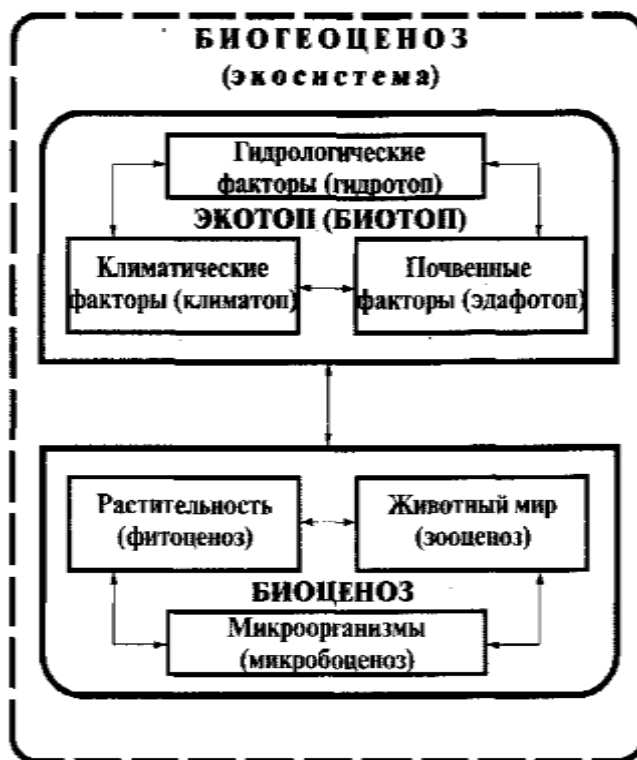 БИОГЕОЦЕНОЗ
(экосистема)
Гидрологические
факторы (гидротоп)
ЭКОТОП (БИОТОП)
Климатические
факторы (климатоп)
Почвенные
факторы (эдафотоп)
Растительность
(фитоценоз)
Животный мир
(зооценоз)
БИОЦЕНОЗ
Микроорганизмы
(микробоценоз)